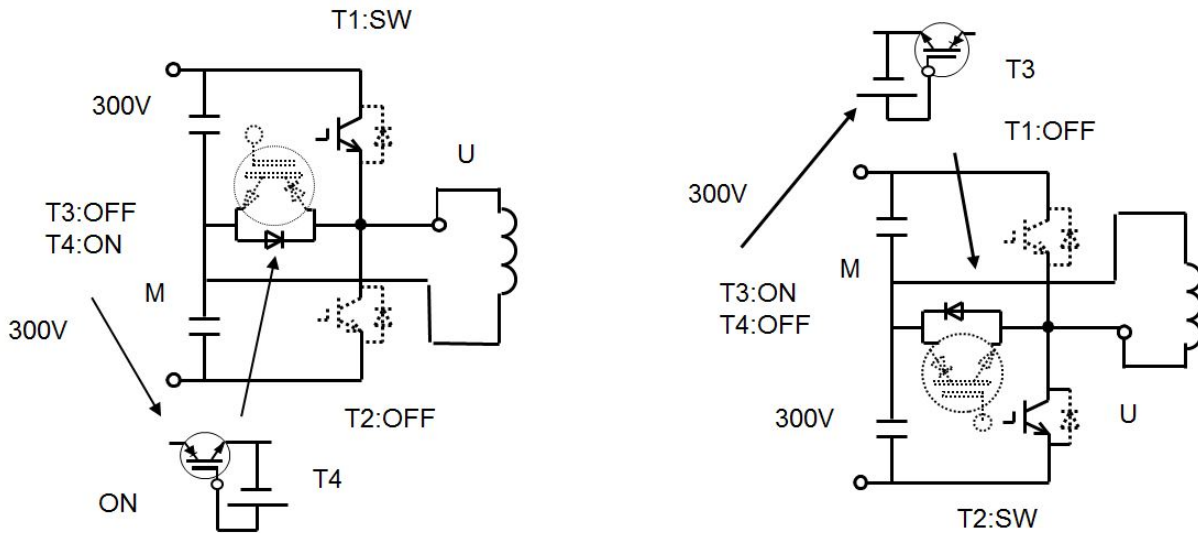 T1:SW
300V
U
T3:OFF
T4:ON
M
300V
T2:OFF
T4
ON
T3
T1:OFF
300V
M
T3:ON
T4:OFF
300V
U
T2:SW